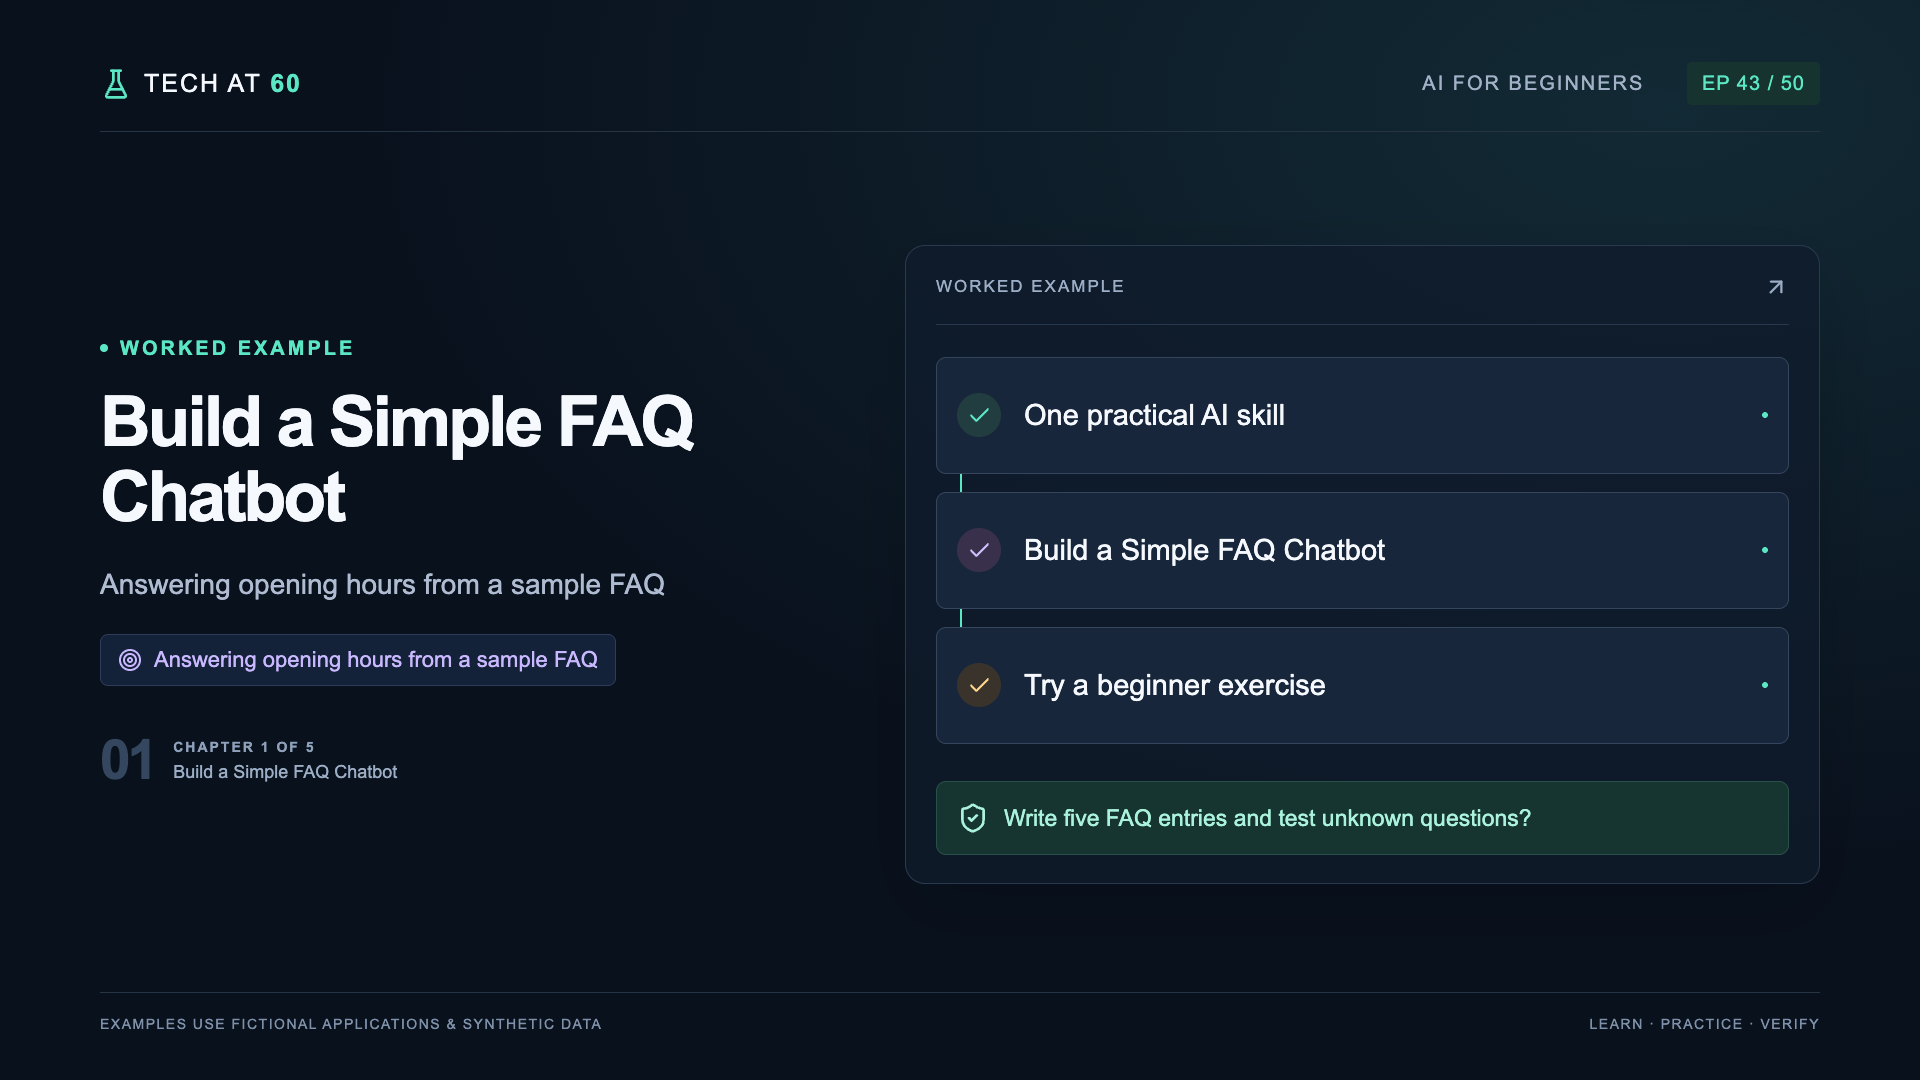 TECH AT 60
AI FOR BEGINNERS
EP 43 / 50
• WORKED EXAMPLE
Build a Simple FAQ
Chatbot
Answering opening hours from a sample FAQ
Answering opening hours from a sample FAQ
01
CHAPTER 1 OF 5
Build a Simple FAQ Chatbot
WORKED EXAMPLE
One practical AI skill
Build a Simple FAQ Chatbot
Try a beginner exercise
Write five FAQ entries and test unknown questions?
EXAMPLES USE FICTIONAL APPLICATIONS & SYNTHETIC DATA
LEARN · PRACTICE · VERIFY